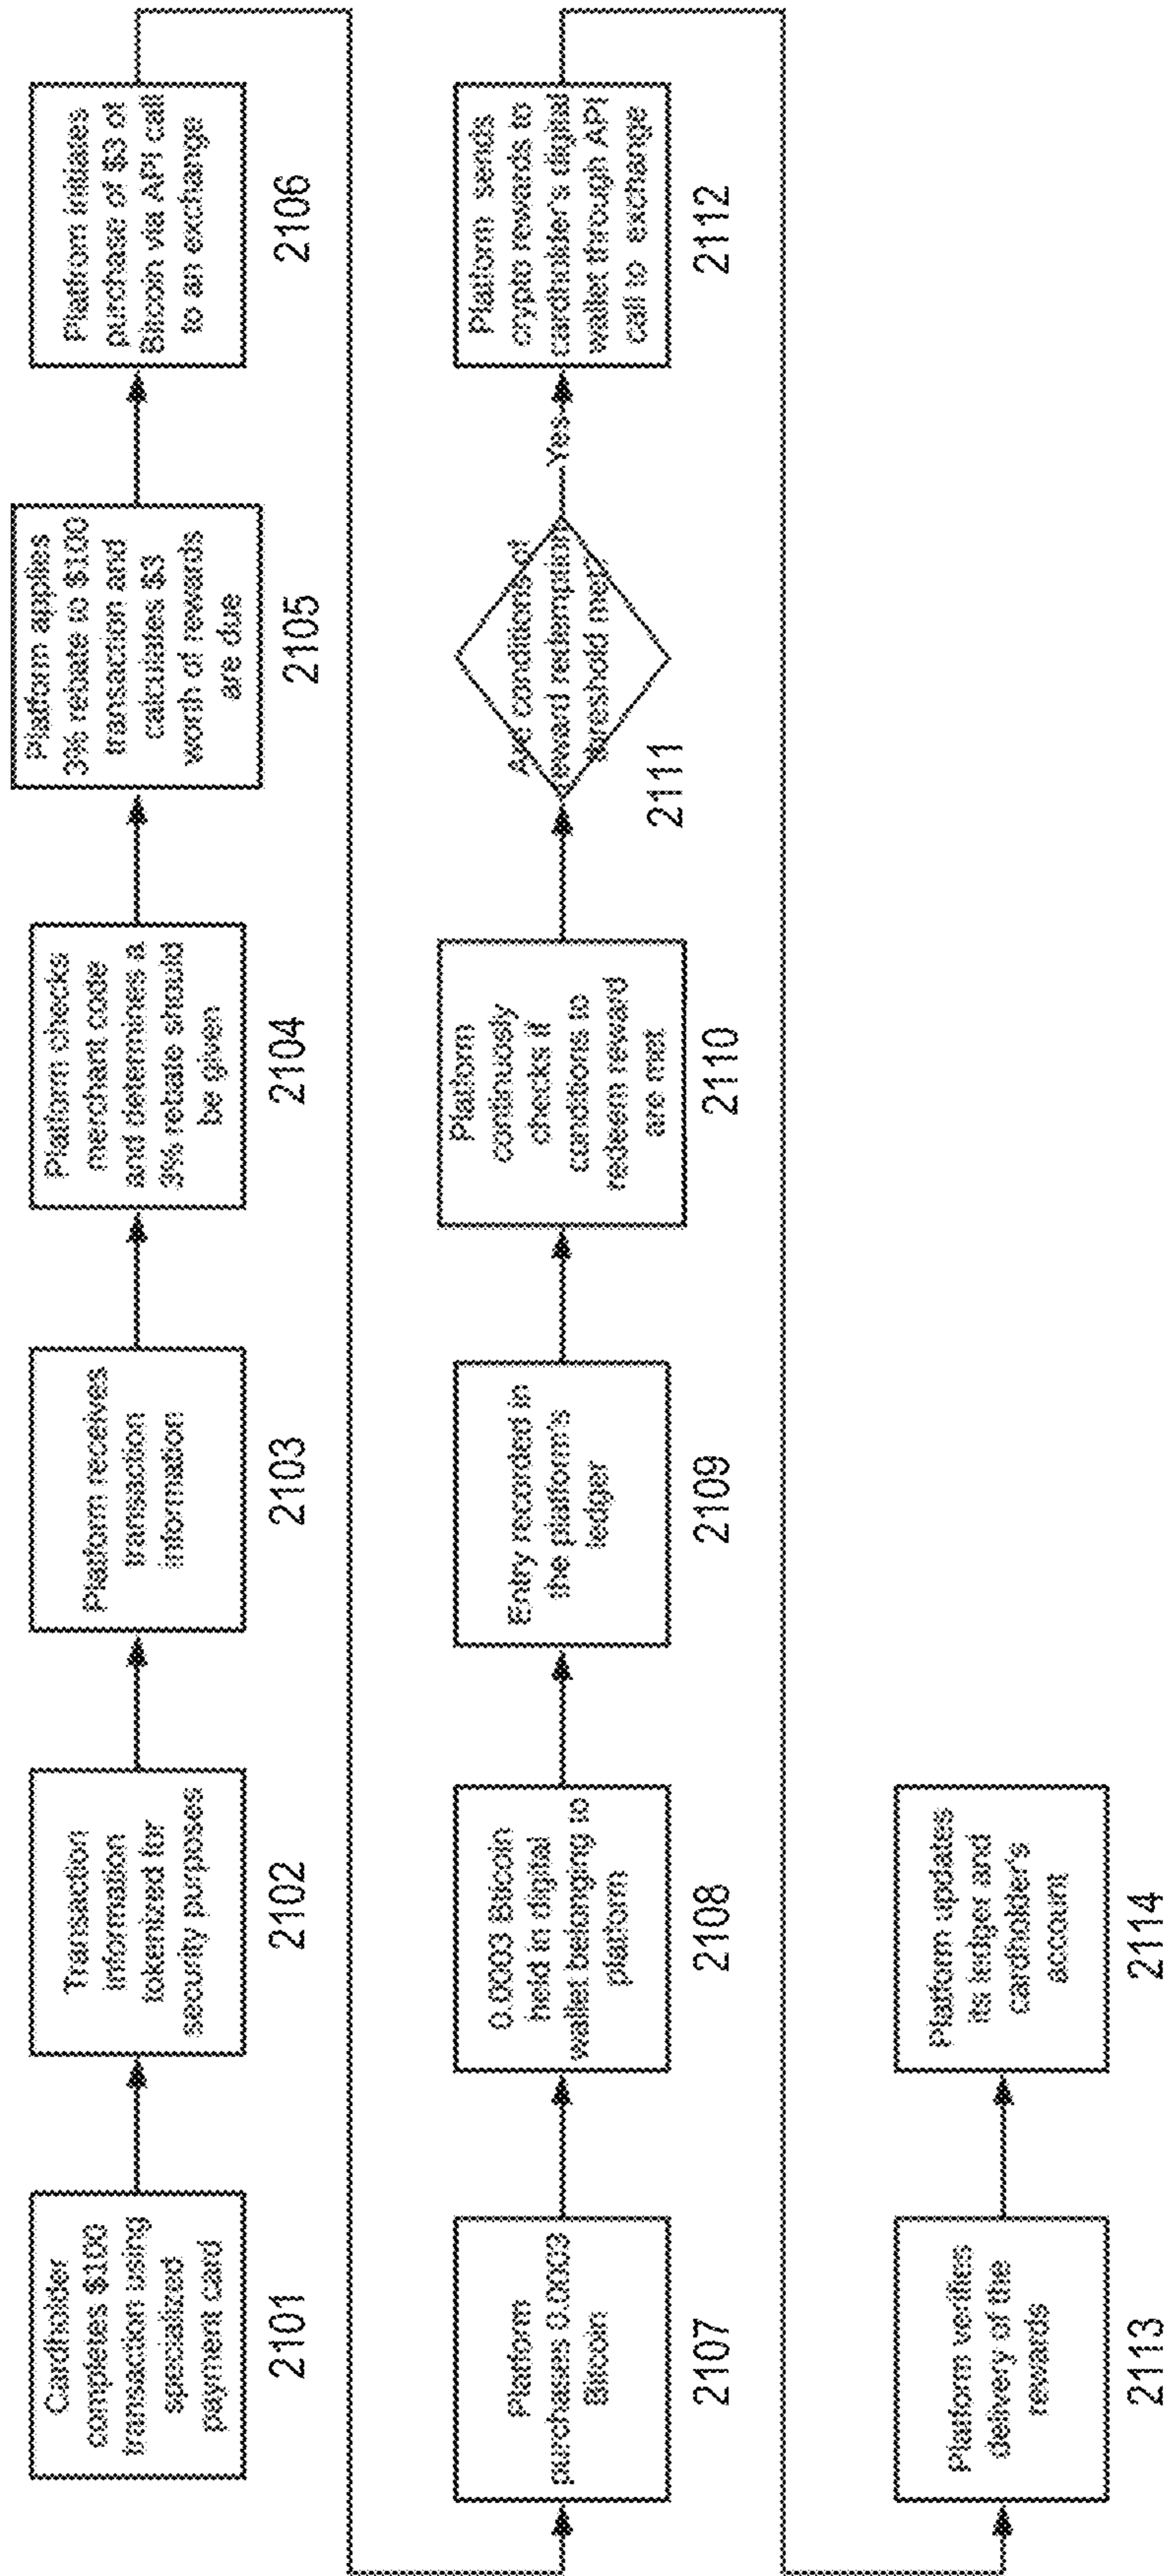 Cardholder
completes $100
transaction using
specialized
payment card
2101
Transaction
information
tokenized for
security purposes
2102
Platform receives
transaction
information
2103
Platform checks
merchant code
and determines a
3% rebate should
be given
2104
Platform applies
3% rebate to $100
transaction and
calculates $3
worth of rewards
are due
2105
Platfrom initiates
purchase of $3 of
Bitcoin via API call
to an exchange
2106
Platform
purchases 0.0003
Bitcoin
2107
0.0003 Bitcoin
held in digital
wallet belonging to
platform
2108
Entry recorded in
the platform's
ledger
2109
Platform
continuosly
checks if
conditions to
redeem reward
are met
2110
Are conditions of
reward redemption
threshold met
2111
Yes
Platform sends
crypto rewards to
cardholder's digital
wallet through API
call to exchange
2112
Platform verifies
delivery of the
rewards
2113
Platform updates
its ledger and
cardholder's
account
2114